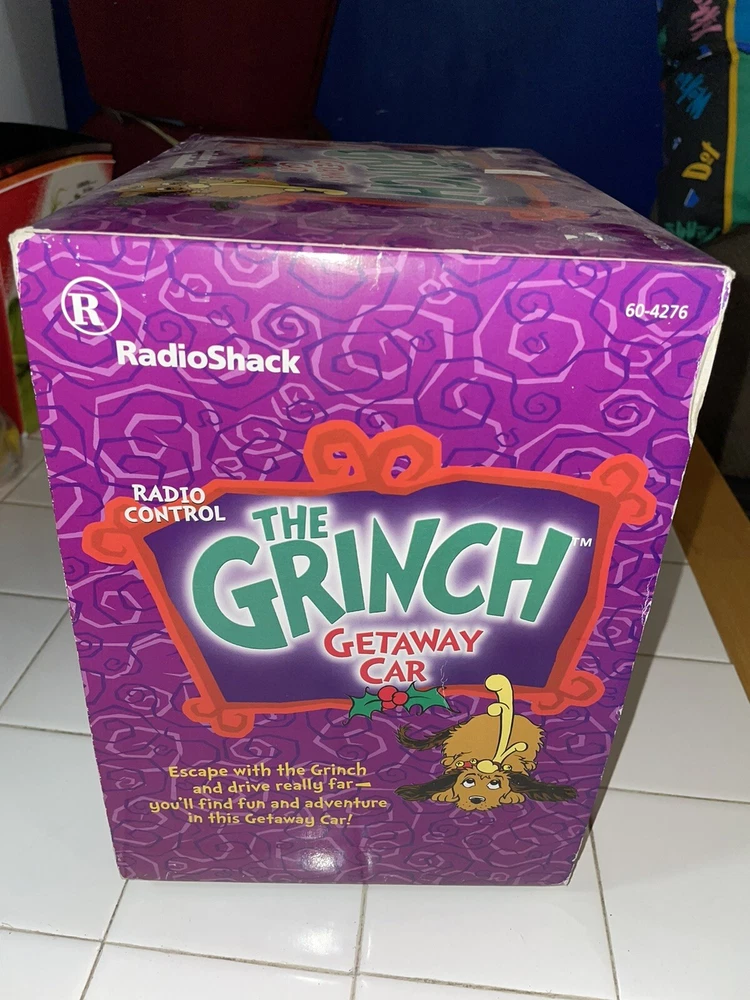 R
RadioShack
60-4276
RADIO
CONTROL
THE
GRINCH™
GETAWAY
CAR
Escape with the Grinch
and drive really far—
you'll find fun and adventure
in this Getaway Car!